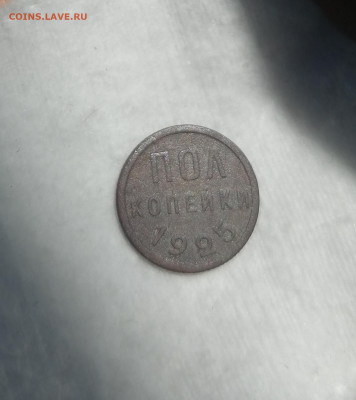 COINS.LAVE.RU
ПОЛ
КОПЕЙКИ
1925